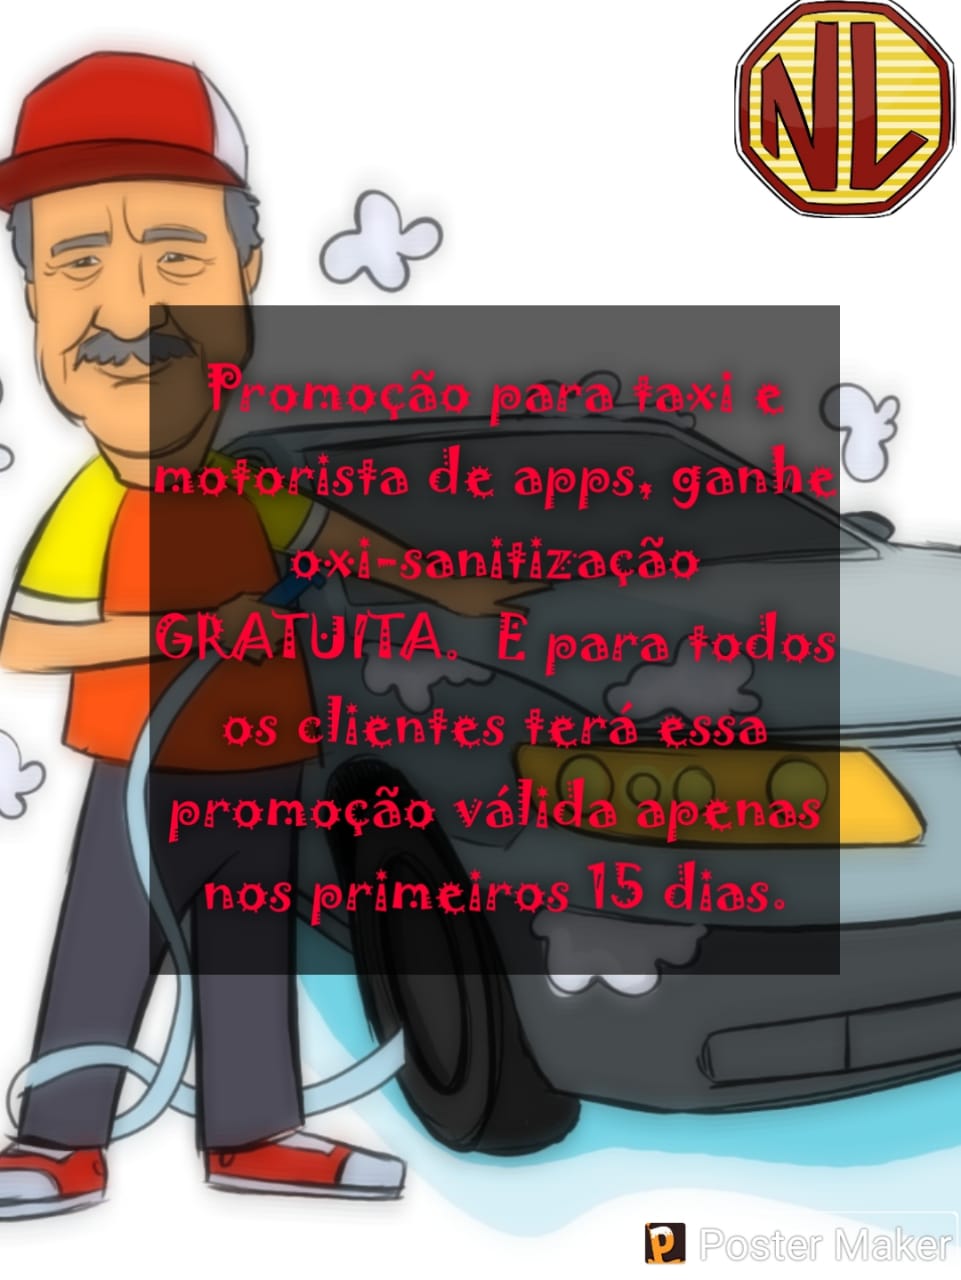 NL
Promoção para taxi e
motorista de apps, ganhe
oxi-sanitização
GRATUITA. E para todos
os clientes terá essa
promoção válida apenas
nos primeiros 15 dias.
Poster Maker